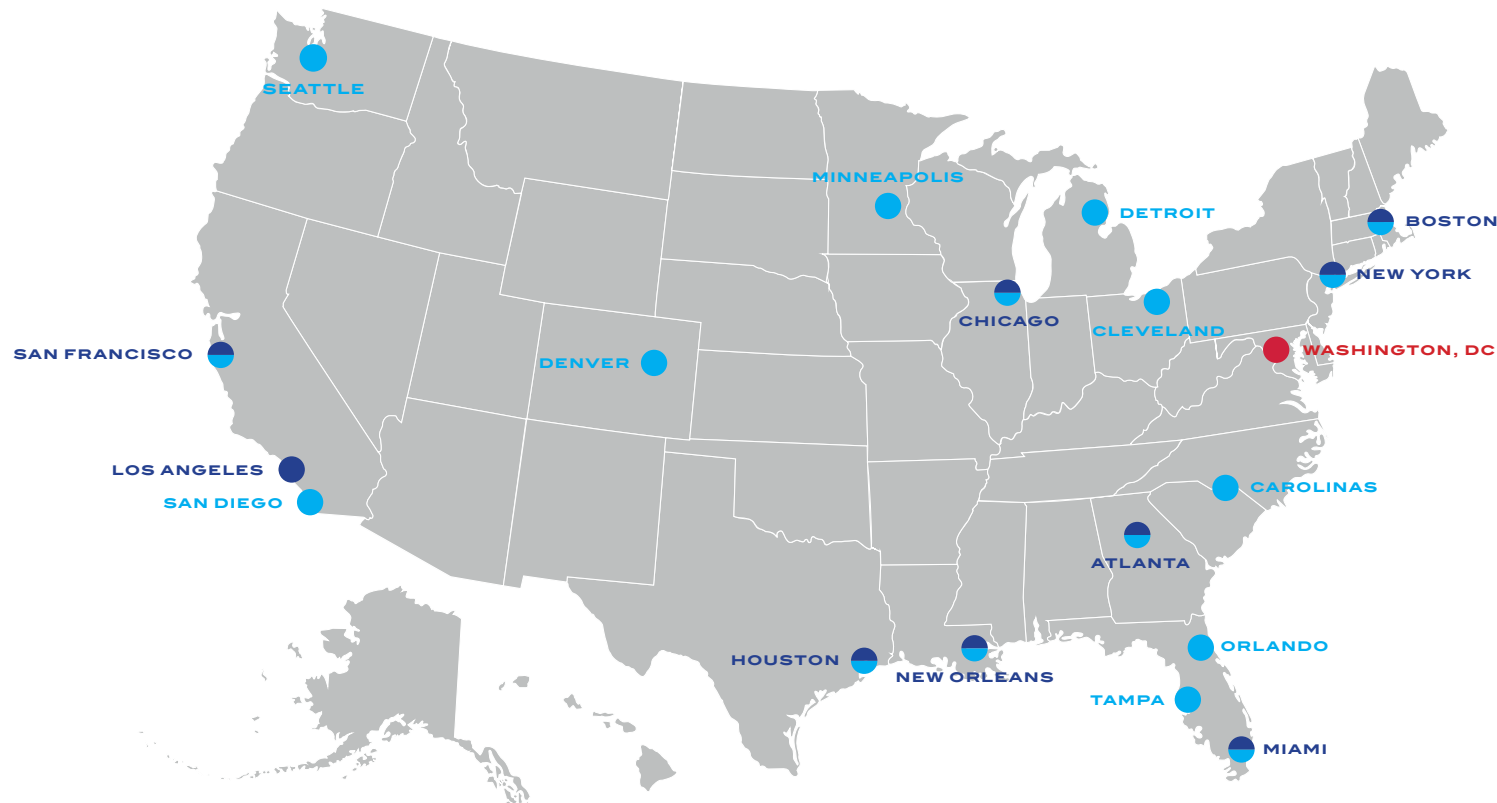 SEATTLE
MINNEAPOLIS
DETROIT
BOSTON
NEW YORK
CHICAGO
CLEVELAND
SAN FRANCISCO
DENVER
WASHINGTON, DC
LOS ANGELES
SAN DIEGO
CAROLINAS
ATLANTA
ORLANDO
HOUSTON
NEW ORLEANS
TAMPA
MIAMI